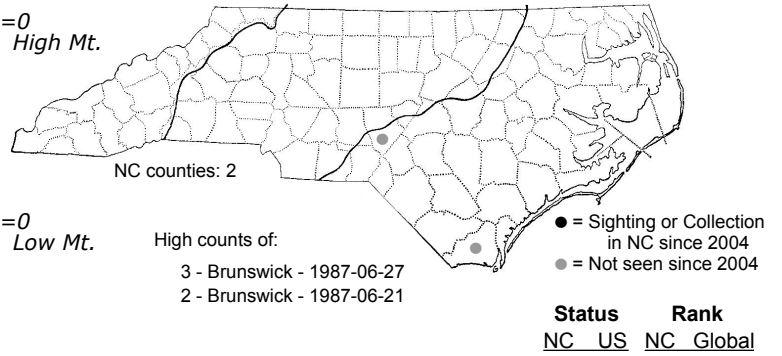 =0
High Mt.
NC counties: 2
=0
Low Mt.
High counts of:
3 - Brunswick - 1987-06-27
2 - Brunswick - 1987-06-21
= Sighting or Collection
in NC since 2004
= Not seen since 2004
Status Rank
NC US NC Global